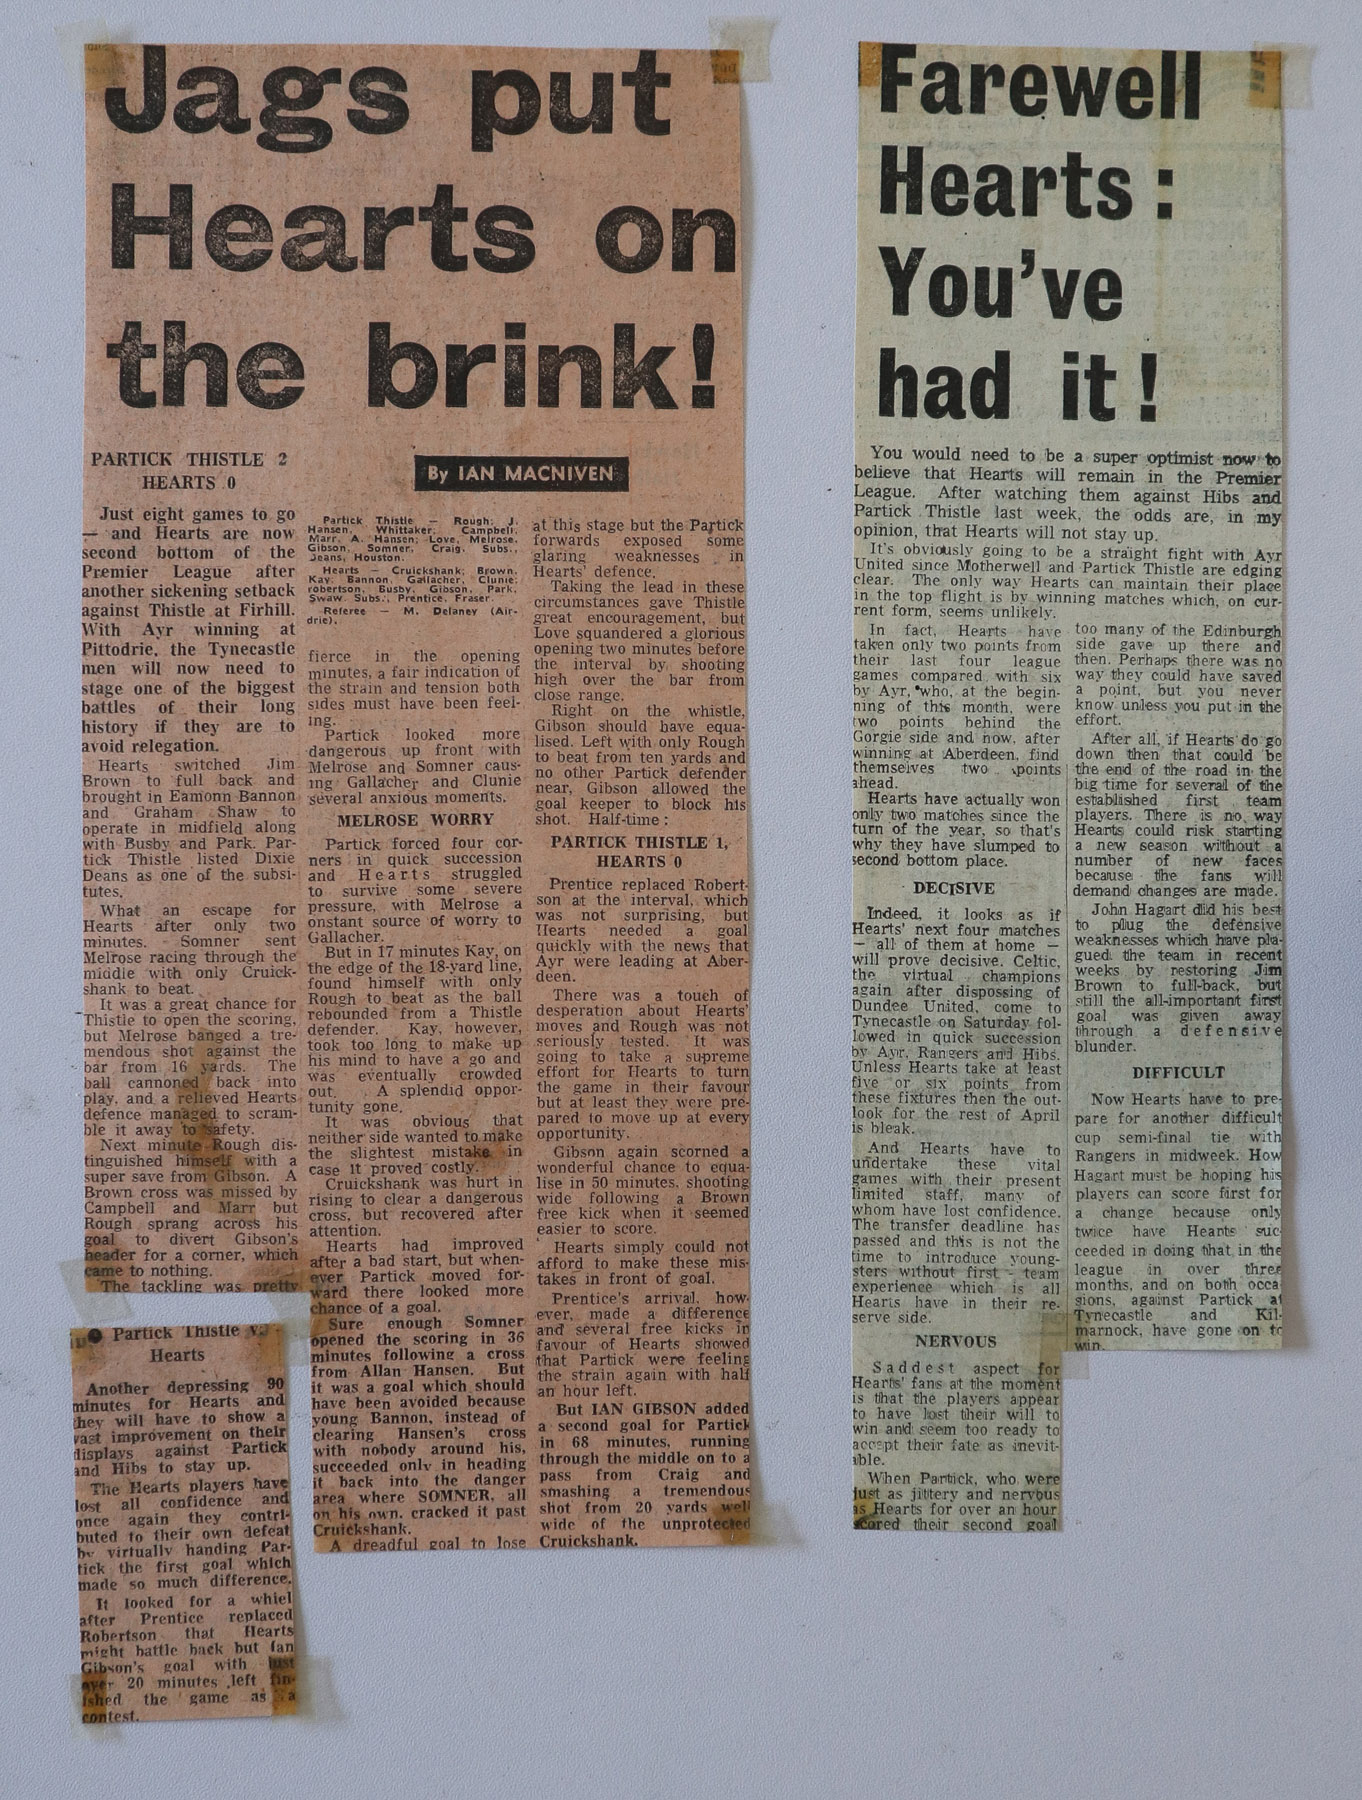 Jags put
Hearts on
the brink!
PARTICK THISTLE 2
HEARTS 0
By IAN MACNIVEN
Just eight games to go
— and Hearts are now
second bottom of the
Premier League after
another sickening setback
against Thistle at Firhill.
With Ayr winning at
Pittodrie, the Tynecastle
men will now need to
stage one of the biggest
battles of their long
history if they are to
avoid relegation.
Hearts switched Jim
Brown to full back and
brought in Eamonn Bannon
and Graham Shaw to
operate in midfield along
with Busby and Park. Par-
tick Thistle listed Dixie
Deans as one of the subsi-
tutes.
What an escape for
Hearts after only two
minutes. Somner sent
Melrose racing through the
middle with only Cruick-
shank to beat.
It was a great chance for
Thistle to open the scoring,
but Melrose banged a tre-
mendous shot against the
bar from 16 yards. The
ball cannoned back into
play, and a relieved Hearts
defence managed to scram-
ble it away to safety.
Next minute Rough dis-
tinguished himself with a
super save from Gibson. A
Brown cross was missed by
Campbell and Marr but
Rough sprang across his
goal to divert Gibson's
header for a corner, which
came to nothing.
The tackling was pretty
Partick Thistle — Rough; J.
Hansen, Whittaker; Campbell,
Marr, A. Hansen; Love, Melrose,
Gibson, Somner, Craig. Subs.,
Jeans, Houston.
Hearts — Cruickshank; Brown,
Kay; Bannon, Gallacher, Clunie;
robertson, Busby, Gibson, Park,
Swaw. Subs., Prentice, Fraser.
Referee — M. Delaney (Air-
drie).
fierce in the opening
minutes, a fair indication of
the strain and tension both
sides must have been feel-
ing.
Partick looked more
dangerous up front with
Melrose and Somner caus-
ing Gallacher and Clunie
several anxious moments.
MELROSE WORRY
Partick forced four cor-
ners in quick succession
and Hearts struggled
to survive some severe
pressure, with Melrose a
onstant source of worry to
Gallacher.
But in 17 minutes Kay, on
the edge of the 18-yard line,
found himself with only
Rough to beat as the ball
rebounded from a Thistle
defender. Kay, however,
took too long to make up
his mind to have a go and
was eventually crowded
out. A splendid oppor-
tunity gone.
It was obvious that
neither side wanted to make
the slightest mistake in
case it proved costly.
Cruickshank was hurt in
rising to clear a dangerous
cross, but recovered after
attention.
Hearts had improved
after a bad start, but when-
ever Partick moved for-
ward there looked more
chance of a goal.
Sure enough Somner
opened the scoring in 36
minutes following a cross
from Allan Hansen. But
it was a goal which should
have been avoided because
young Bannon, instead of
clearing Hansen's cross
with nobody around his,
succeeded only in heading
it back into the danger
area where SOMNER, all
on his own, cracked it past
Cruickshank.
A dreadful goal to lose
at this stage but the Partick
forwards exposed some
glaring weaknesses in
Hearts' defence.
Taking the lead in these
circumstances gave Thistle
great encouragement, but
Love squandered a glorious
opening two minutes before
the interval by shooting
high over the bar from
close range.
Right on the whistle,
Gibson should have equa-
lised. Left with only Rough
to beat from ten yards and
no other Partick defender
near, Gibson allowed the
goal keeper to block his
shot. Half-time:
PARTICK THISTLE 1,
HEARTS 0
Prentice replaced Robert-
son at the interval, which
was not surprising, but
Hearts needed a goal
quickly with the news that
Ayr were leading at Aber-
deen.
There was a touch of
desperation about Hearts'
moves and Rough was not
seriously tested. It was
going to take a supreme
effort for Hearts to turn
the game in their favour
but at least they were pre-
pared to move up at every
opportunity.
Gibson again scorned a
wonderful chance to equa-
lise in 50 minutes, shooting
wide following a Brown
free kick when it seemed
easier to score.
Hearts simply could not
afford to make these mis-
takes in front of goal.
Prentice's arrival, how-
ever, made a difference
and several free kicks in
favour of Hearts showed
that Partick were feeling
the strain again with half
an hour left.
But IAN GIBSON added
a second goal for Partick
in 68 minutes, running
through the middle on to a
pass from Craig and
smashing a tremendous
shot from 20 yards well
wide of the unprotected
Cruickshank.
● Partick Thistle v.
Hearts
Another depressing 90
minutes for Hearts and
they will have to show a
vast improvement on their
displays against Partick
and Hibs to stay up.
The Hearts players have
lost all confidence and
once again they contri-
buted to their own defeat
by virtually handing Par-
tick the first goal which
made so much difference.
It looked for a whiel
after Prentice replaced
Robertson that Hearts
might battle back but Ian
Gibson's goal with just
over 20 minutes left fin-
ished the game as a
contest.
Farewell
Hearts :
You've
had it!
You would need to be a super optimist now to
believe that Hearts will remain in the Premier
League. After watching them against Hibs and
Partick Thistle last week, the odds are, in my
opinion, that Hearts will not stay up.
It's obviously going to be a straight fight with Ayr
United since Motherwell and Partick Thistle are edging
clear. The only way Hearts can maintain their place
in the top flight is by winning matches which, on cur-
rent form, seems unlikely.
In fact, Hearts have
taken only two points from
their last four league
games compared with six
by Ayr, who, at the begin-
ning of this month, were
two points behind the
Gorgie side and now, after
winning at Aberdeen, find
themselves two points
ahead.
Hearts have actually won
only two matches since the
turn of the year, so that's
why they have slumped to
second bottom place.
DECISIVE
Indeed, it looks as if
Hearts' next four matches
— all of them at home —
will prove decisive. Celtic,
the virtual champions
again after disposing of
Dundee United, come to
Tynecastle on Saturday fol-
lowed in quick succession
by Ayr, Rangers and Hibs.
Unless Hearts take at least
five or six points from
these fixtures then the out-
look for the rest of April
is bleak.
And Hearts have to
undertake these vital
games with their present
limited staff, many of
whom have lost confidence.
The transfer deadline has
passed and this is not the
time to introduce young-
sters without first-team
experience which is all
Hearts have in their re-
serve side.
NERVOUS
Saddest aspect for
Hearts' fans at the moment
is that the players appear
to have lost their will to
win and seem too ready to
accept their fate as inevit-
able.
When Partick, who were
just as jittery and nervous
as Hearts for over an hour
scored their second goal
too many of the Edinburgh
side gave up there and
then. Perhaps there was no
way they could have saved
a point, but you never
know unless you put in the
effort.
After all, if Hearts do go
down then that could be
the end of the road in the
big time for several of the
established first team
players. There is no way
Hearts could risk starting
a new season without a
number of new faces
because the fans will
demand changes are made.
John Hagart did his best
to plug the defensive
weaknesses which have pla-
gued the team in recent
weeks by restoring Jim
Brown to full-back, but
still the all-important first
goal was given away
through a defensive
blunder.
DIFFICULT
Now Hearts have to pre-
pare for another difficult
cup semi-final tie with
Rangers in midweek. How
Hagart must be hoping his
players can score first for
a change because only
twice have Hearts suc-
ceeded in doing that in the
league in over three
months, and on both occa-
sions, against Partick at
Tynecastle and Kil-
marnock, have gone on to
win.